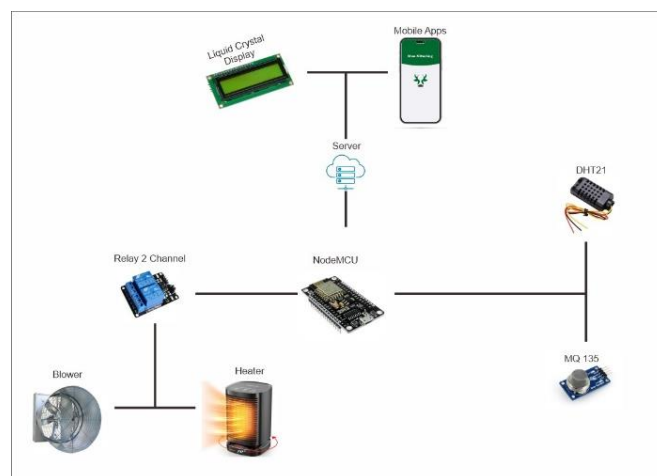 Liquid Crystal
Display
Mobile Apps
Server
DHT21
Relay 2 Channel
NodeMCU
MQ 135
Blower
Heater